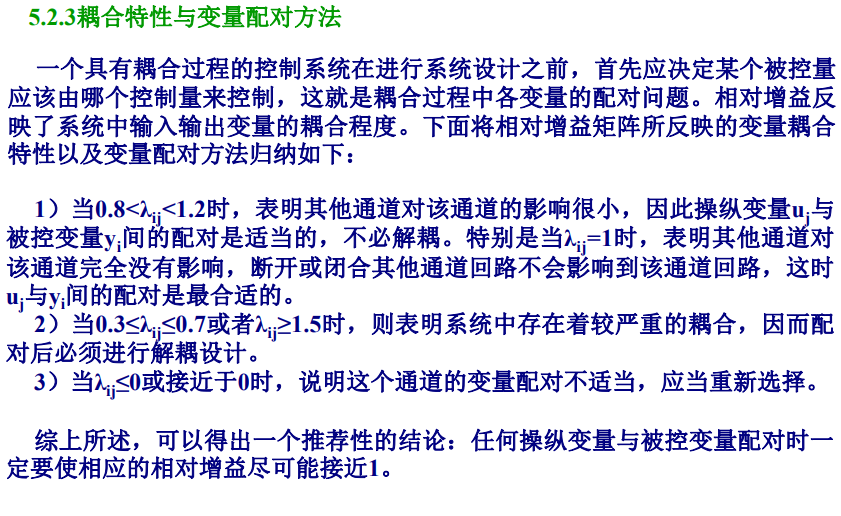 5.2.3耦合特性与变量配对方法
一个具有耦合过程的控制系统在进行系统设计之前，首先应决定某个被控量
应该由哪个控制量来控制，这就是耦合过程中各变量的配对问题。相对增益反
映了系统中输入输出变量的耦合程度。下面将相对增益矩阵所反映的变量耦合
特性以及变量配对方法归纳如下：
1）当0.8<λij<1.2时，表明其他通道对该通道的影响很小，因此操纵变量uj与
被控变量yi间的配对是适当的，不必解耦。特别是当λij=1时，表明其他通道对
该通道完全没有影响，断开或闭合其他通道回路不会影响到该通道回路，这时
uj与yi间的配对是最合适的。
2）当0.3≤λij≤0.7或者λij≥1.5时，则表明系统中存在着较严重的耦合，因而配
对后必须进行解耦设计。
3）当λij≤0或接近于0时，说明这个通道的变量配对不适当，应当重新选择。
综上所述，可以得出一个推荐性的结论：任何操纵变量与被控变量配对时一
定要使相应的相对增益尽可能接近1。